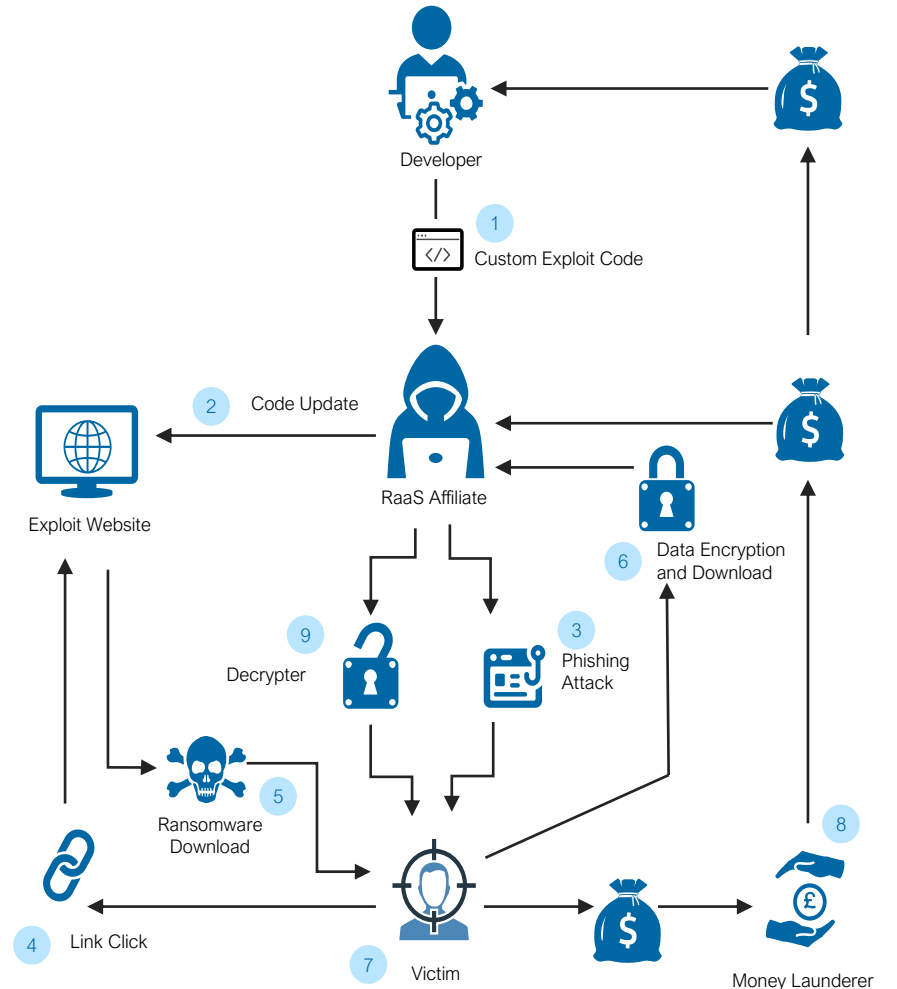 $
Developer
1
</>
Custom Exploit Code
2
Code Update
$
RaaS Affiliate
Exploit Website
6
Data Encryption
and Download
9
Decrypter
3
Phishing
Attack
5
Ransomware
Download
8
£
$
4
Link Click
7
Victim
Money Launderer